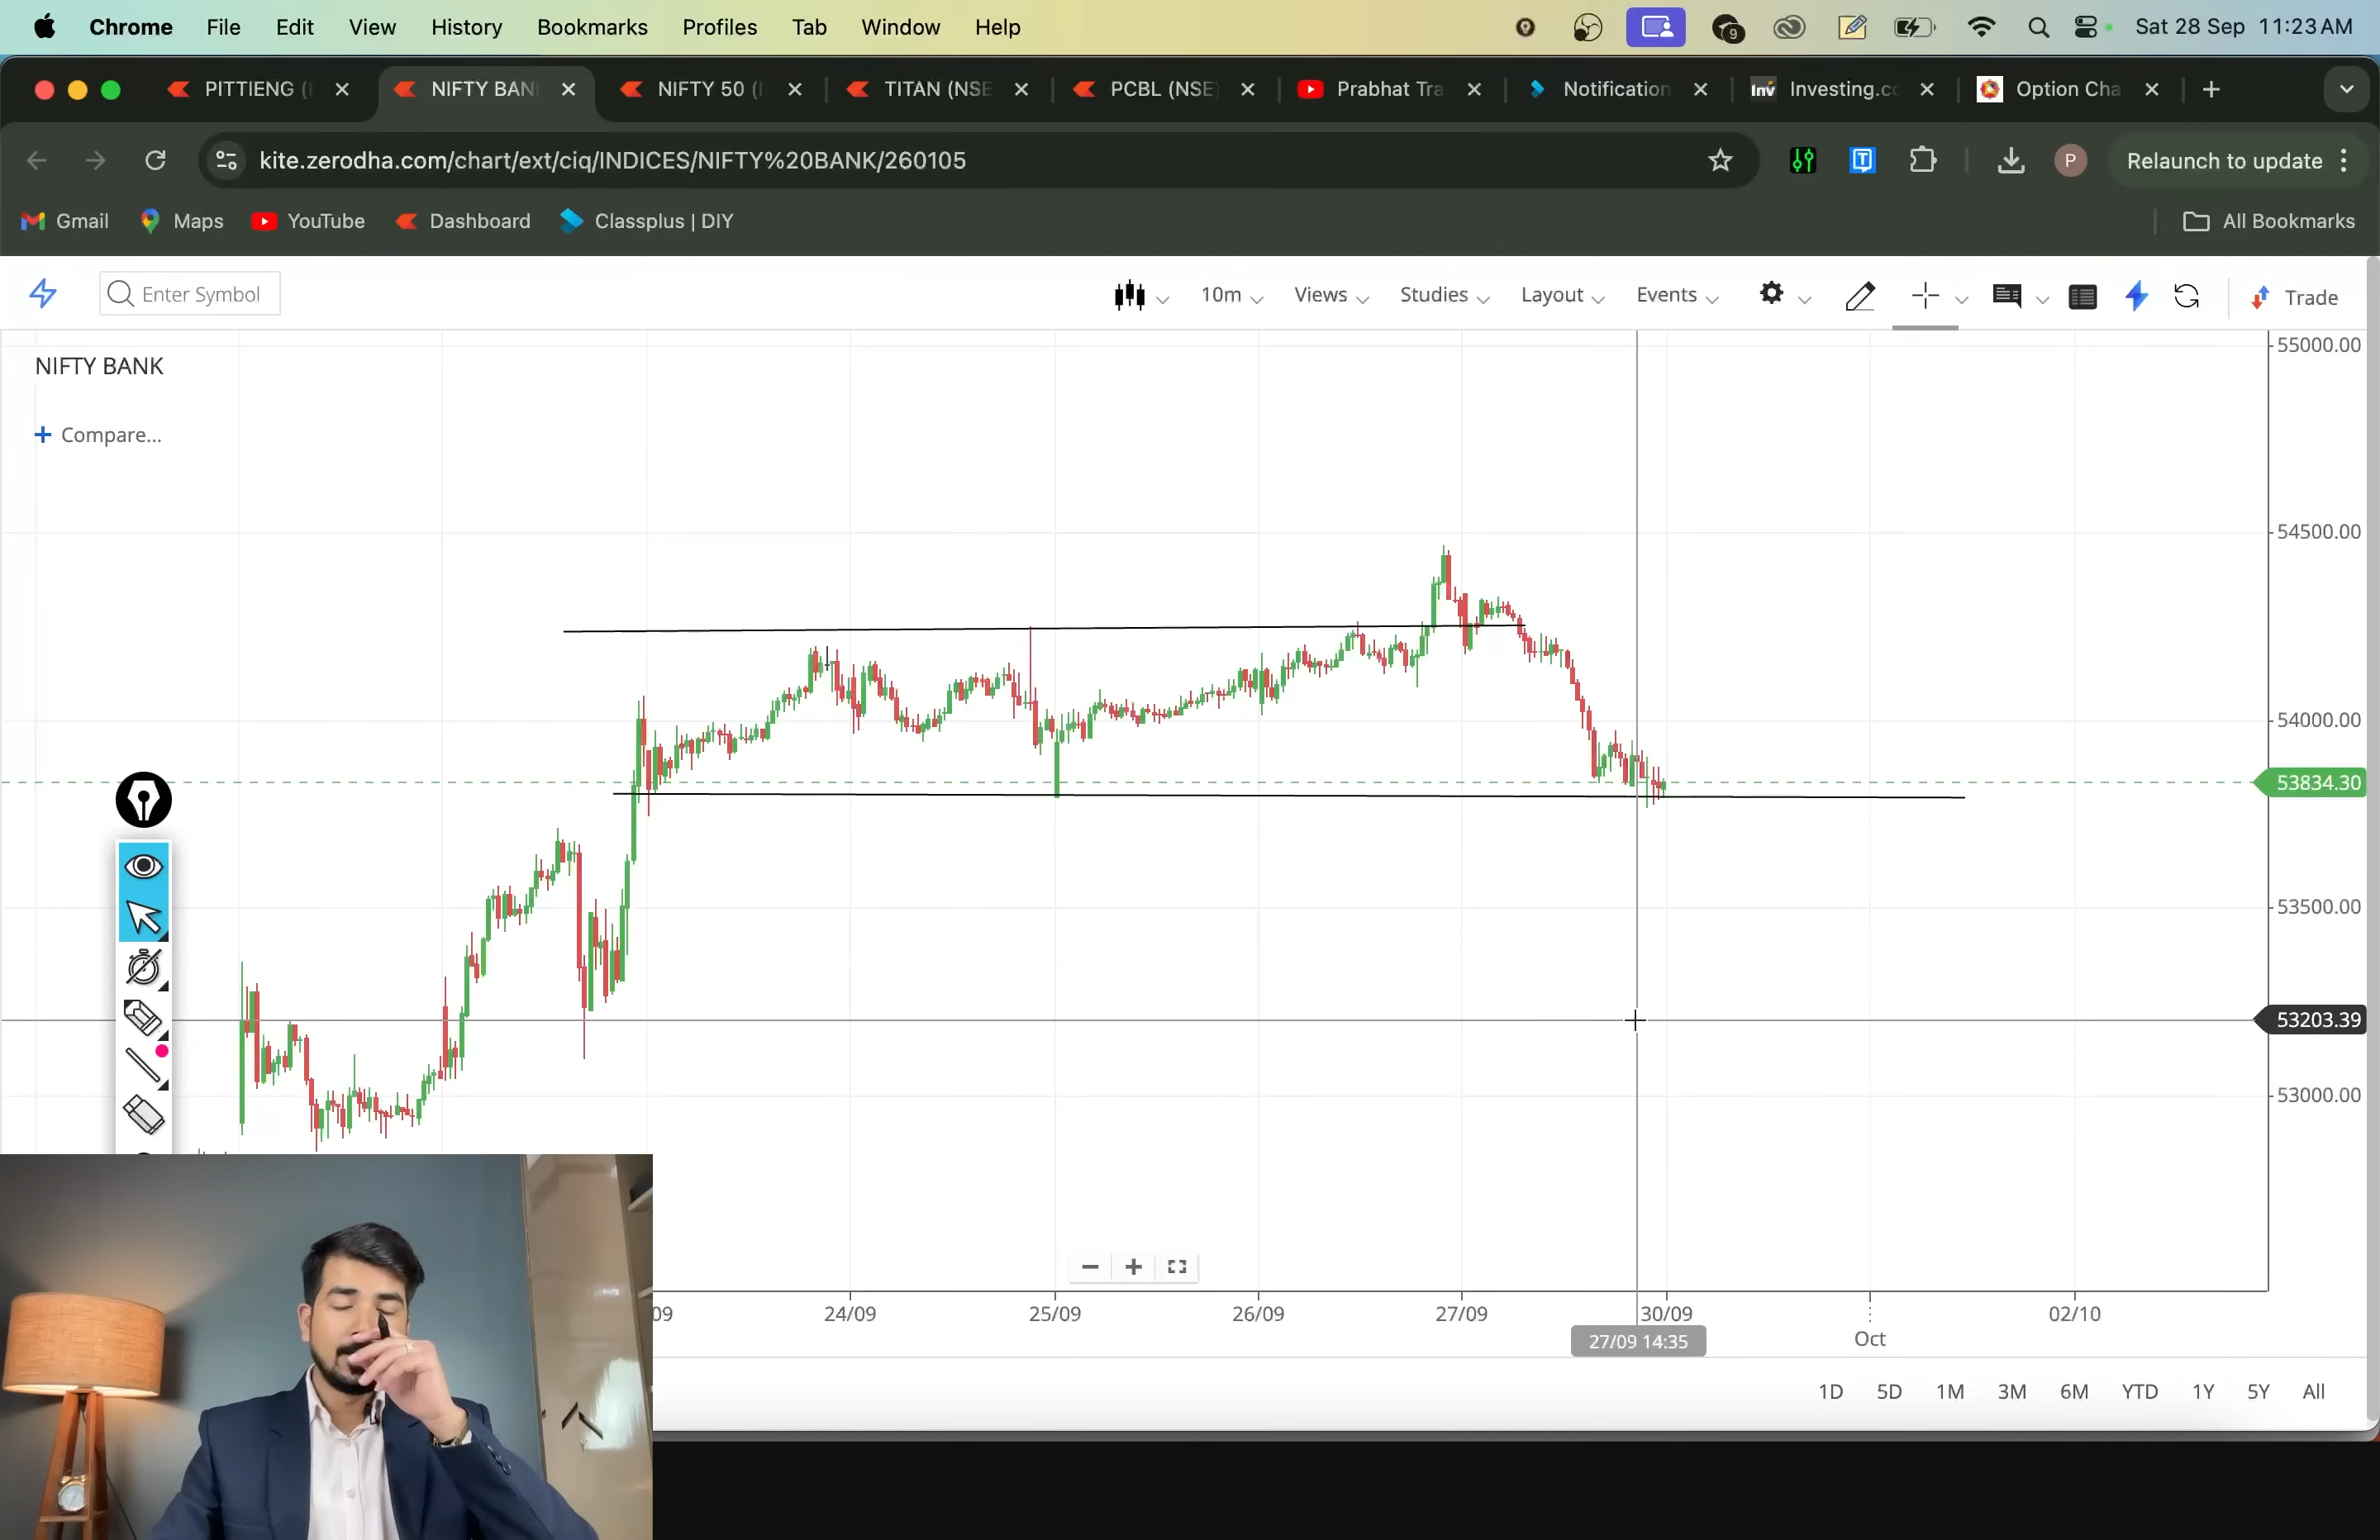 Chrome File Edit View History Bookmarks Profiles Tab Window Help 9 Sat 28 Sep 11:23 AM
PITTIENG ( NIFTY BAN NIFTY 50 ( TITAN (NSE PCBL (NSE) Prabhat Tra Notification Inv Investing.co Option Cha
kite.zerodha.com/chart/ext/ciq/INDICES/NIFTY%20BANK/260105 P Relaunch to update
Gmail Maps YouTube Dashboard Classplus | DIY All Bookmarks
Enter Symbol 10m Views Studies Layout Events Trade
55000.00
NIFTY BANK
Compare...
54500.00
54000.00
53834.30
53500.00
53203.39
53000.00
09 24/09 25/09 26/09 27/09 30/09 02/10
27/09 14:35 Oct
1D 5D 1M 3M 6M YTD 1Y 5Y All